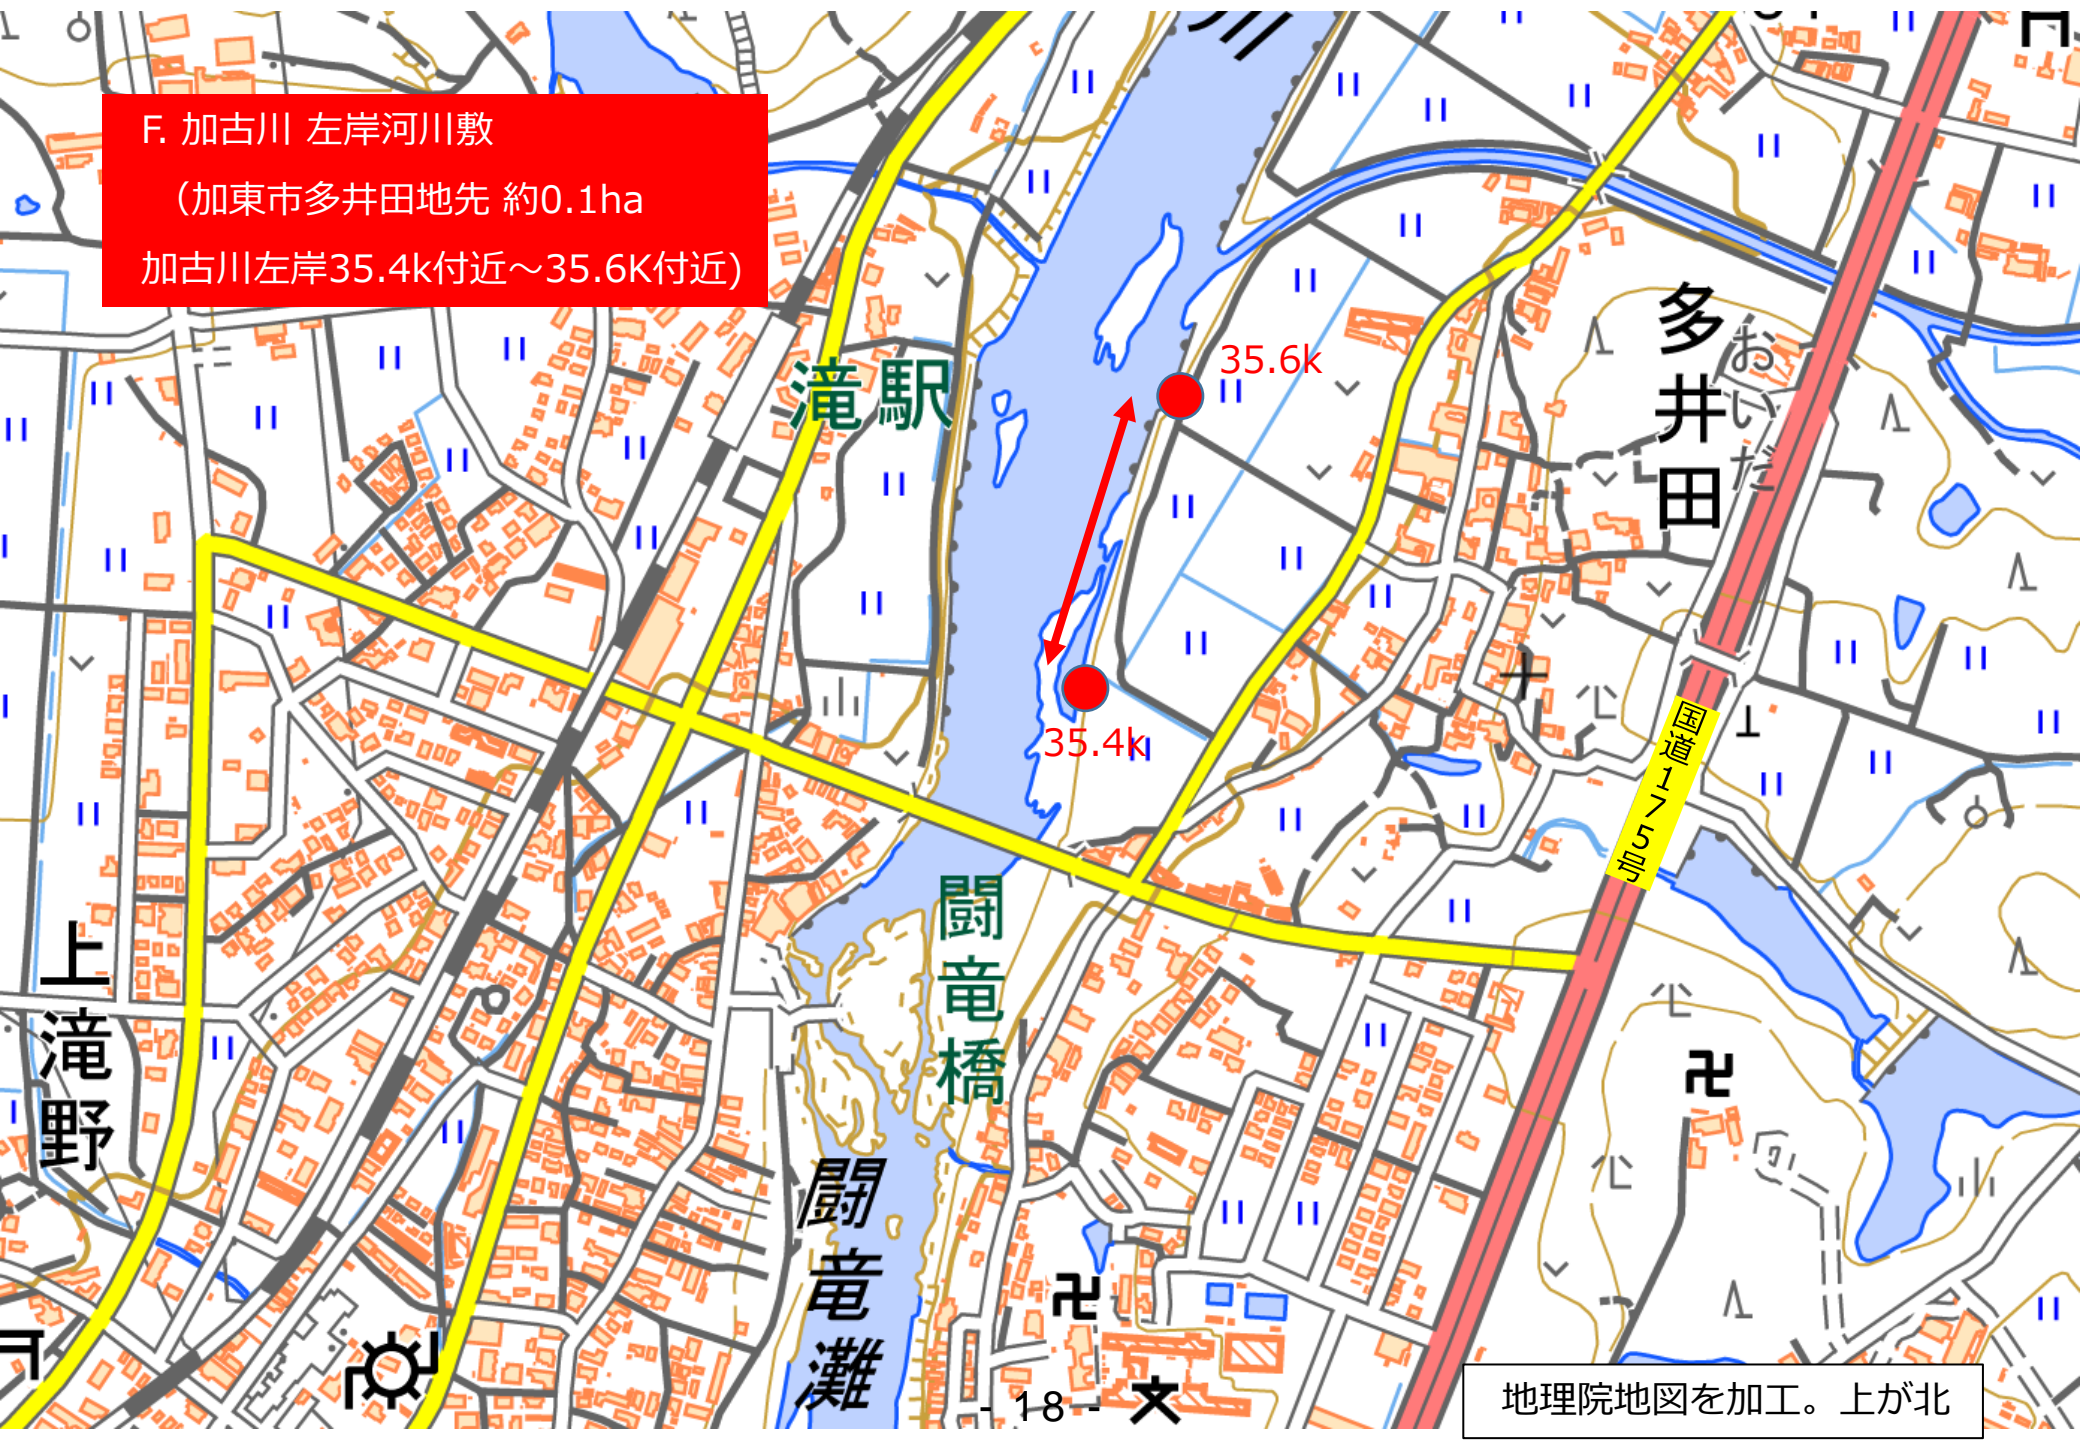 川
F. 加古川 左岸河川敷
（加東市多井田地先 約0.1ha
加古川左岸35.4k付近～35.6K付近)
滝駅
35.6k
多井田
おいだ
35.4k
国道175号
闘竜橋
上滝野
闘竜灘
- 18 -
地理院地図を加工。上が北